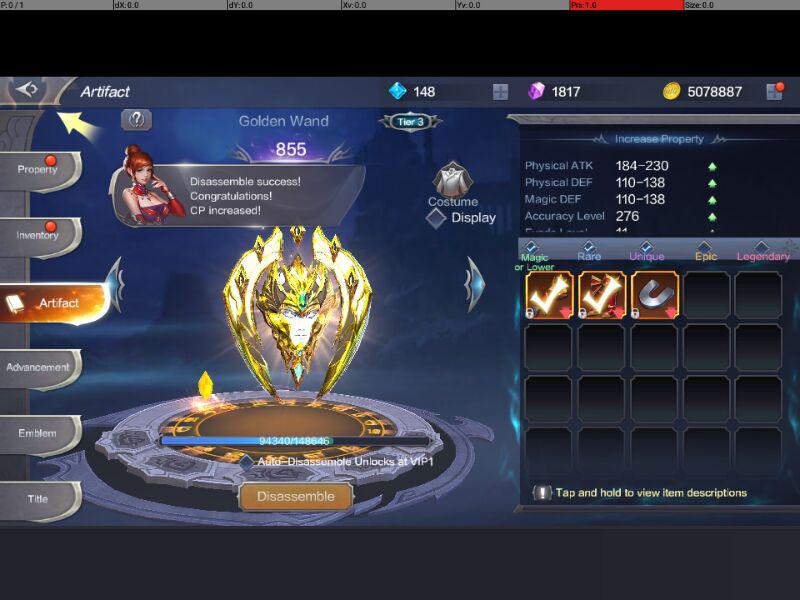 P: 0 / 1
dX: 0.0
dY: 0.0
Xv: 0.0
Yv: 0.0
Prs: 1.0
Size: 0.0
Artifact
148
1817
5078887
Golden Wand
Tier 3
855
Increase Property
Property
Disassemble success!
Congratulations!
CP increased!
Costume
Display
Physical ATK 184-230
Physical DEF 110-138
Magic DEF 110-138
Accuracy Level 276
Inventory
Magic or Lower
Rare
Unique
Epic
Legendary
Artifact
Advancement
Emblem
94340/148646
Auto-Disassemble Unlocks at VIP1
Title
Disassemble
Tap and hold to view item descriptions